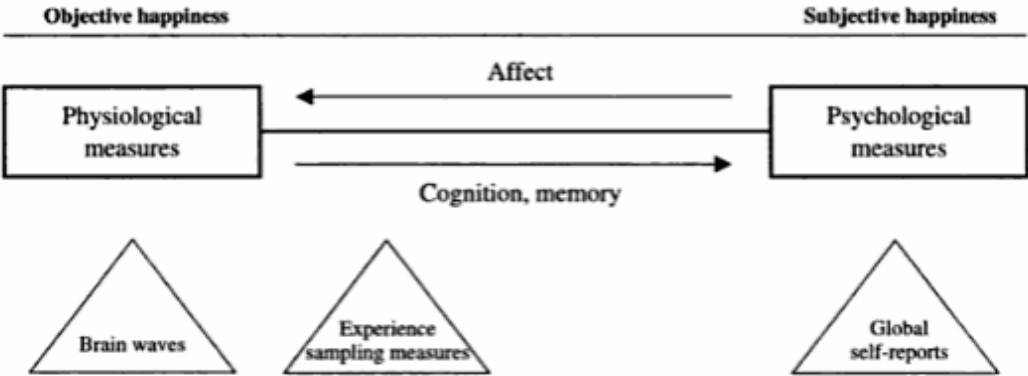 Objective happiness
Subjective happiness
Affect
Physiological
measures
Psychological
measures
Cognition, memory
Brain waves
Experience
sampling measures
Global
self-reports